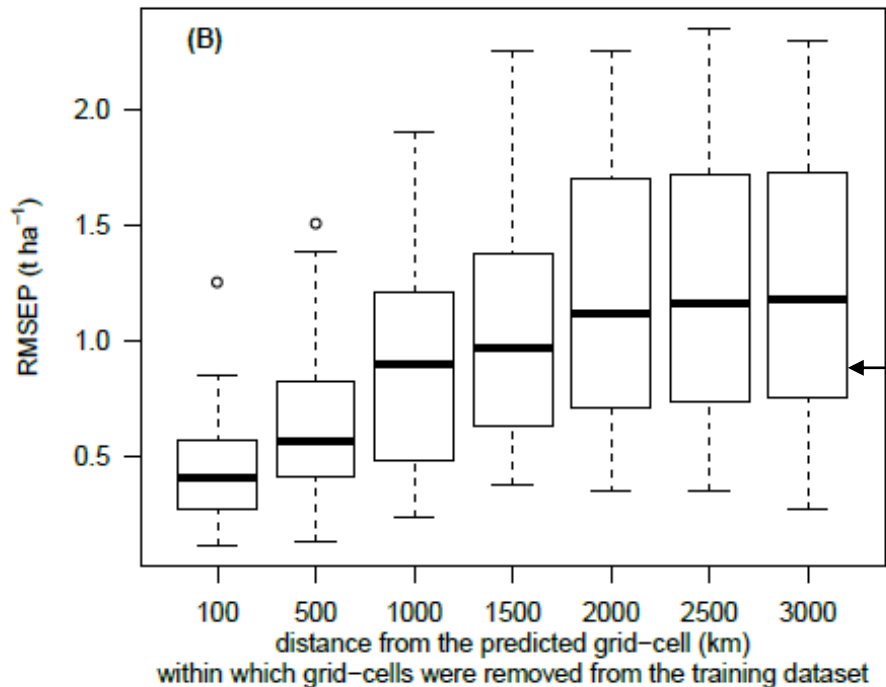 (B)
2.0
1.5
1.0
0.5
RMSEP (t ha⁻¹)
100 500 1000 1500 2000 2500 3000
distance from the predicted grid−cell (km)
within which grid−cells were removed from the training dataset